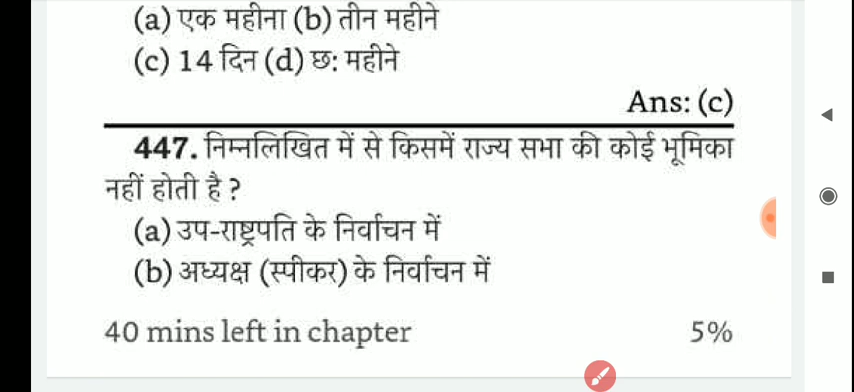 (a) एक महीना (b) तीन महीने
(c) 14 दिन (d) छ: महीने
Ans: (c)
447. निम्नलिखित में से किसमें राज्य सभा की कोई भूमिका
नहीं होती है ?
(a) उप-राष्ट्रपति के निर्वाचन में
(b) अध्यक्ष (स्पीकर) के निर्वाचन में
40 mins left in chapter 5%